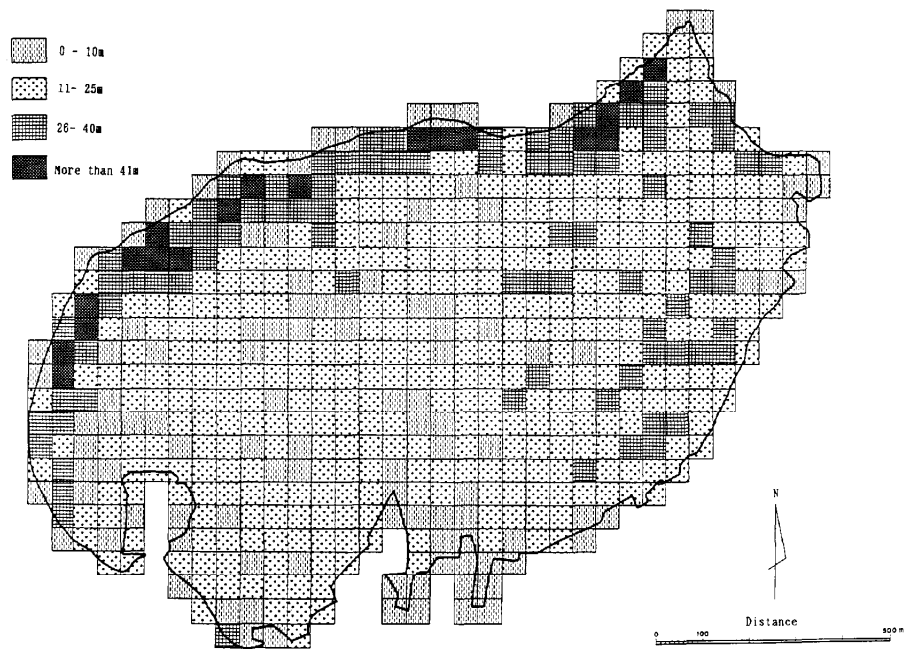 0 - 10m
11- 25m
26- 40m
More than 41m
N
Distance
0 100 500 m